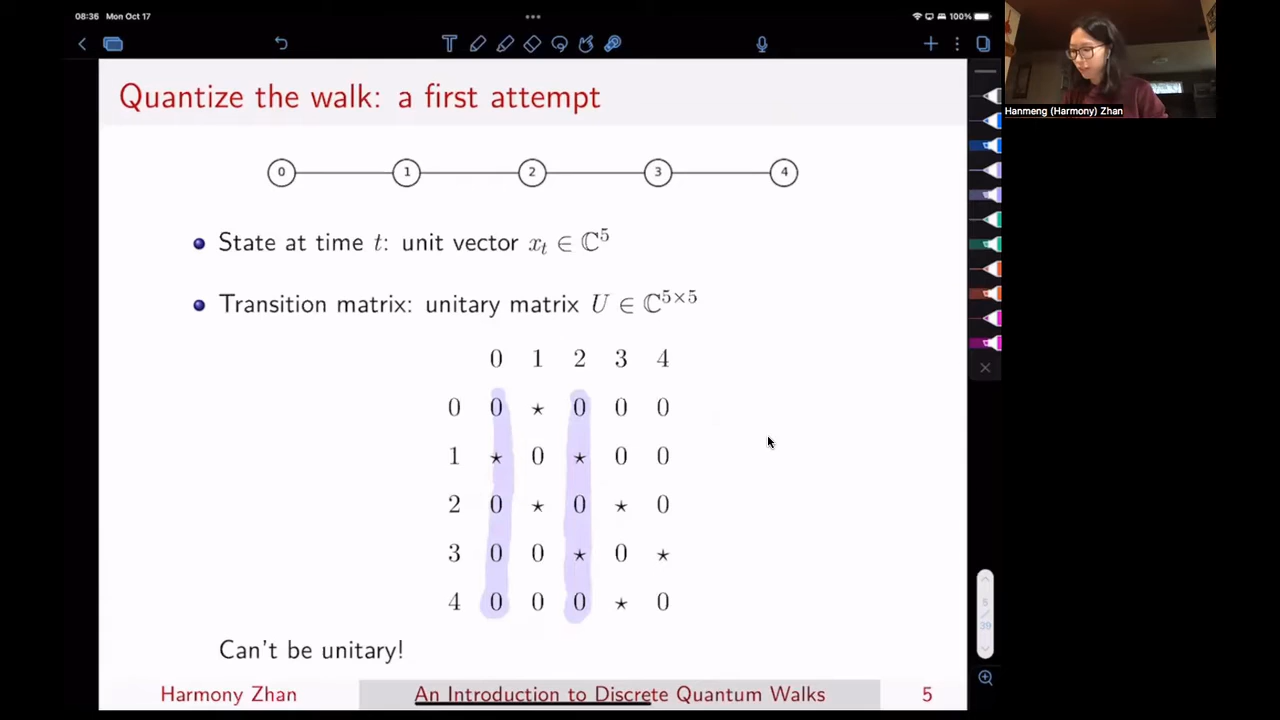 08:36 Mon Oct 17
100%
Hanmeng (Harmony) Zhan
Quantize the walk: a first attempt
0 1 2 3 4
State at time t: unit vector x_t ∈ ℂ^5
Transition matrix: unitary matrix U ∈ ℂ^{5×5}
0 1 2 3 4
0 0 ⋆ 0 0 0
1 ⋆ 0 ⋆ 0 0
2 0 ⋆ 0 ⋆ 0
3 0 0 ⋆ 0 ⋆
4 0 0 0 ⋆ 0
Can't be unitary!
5 / 39
Harmony Zhan An Introduction to Discrete Quantum Walks 5